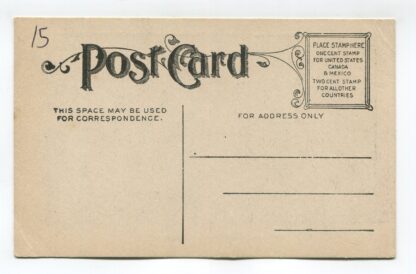 15
Post Card
PLACE STAMP HERE
ONE CENT STAMP
FOR UNITED STATES
CANADA
& MEXICO
TWO CENT STAMP
FOR ALL OTHER
COUNTRIES
THIS SPACE MAY BE USED
FOR CORRESPONDENCE.
FOR ADDRESS ONLY